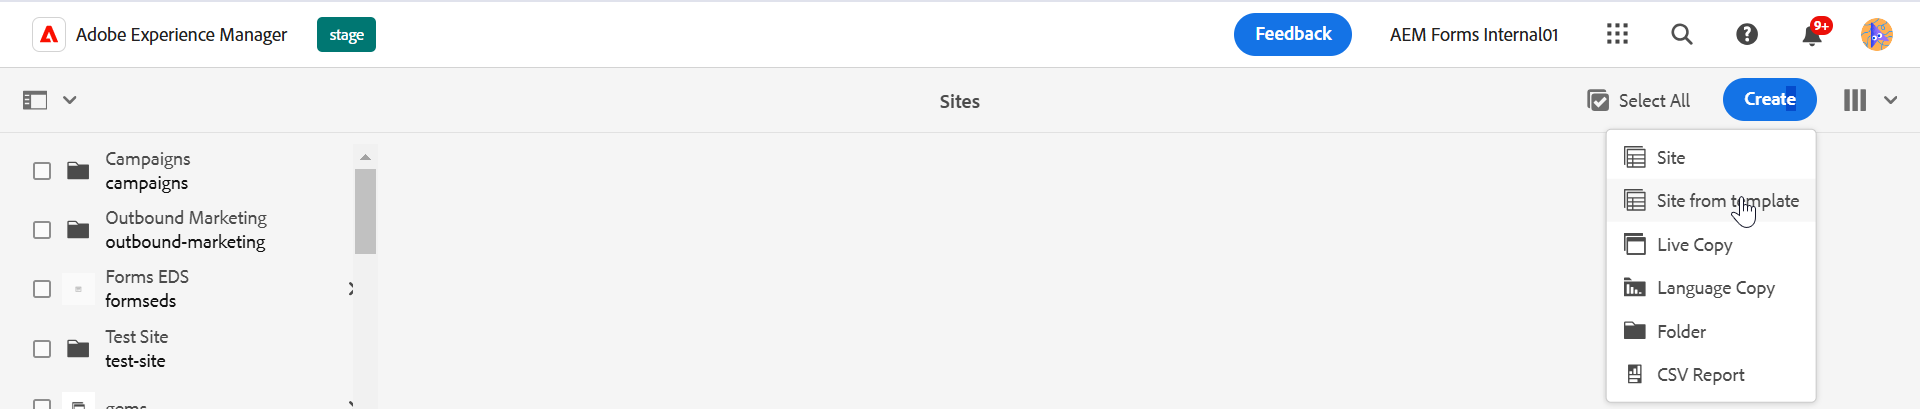 Adobe Experience Manager
stage
Feedback
AEM Forms Internal01
9+
Sites
Select All
Create
Campaigns
campaigns
Outbound Marketing
outbound-marketing
Forms EDS
formseds
Test Site
test-site
Site
Site from template
Live Copy
Language Copy
Folder
CSV Report